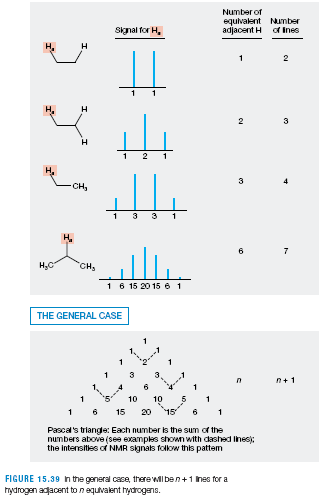 Number of
equivalent Number
Signal for Ha adjacent H of lines
Ha H
1 2
1 1
Ha H
H
2 3
1 2 1
Ha
CH3
3 4
1 3 3 1
Ha
H3C CH3
6 7
1 6 15 20 15 6 1
THE GENERAL CASE
1
1 1
1 2 1
1 3 3 1
1 4 6 4 1
n n + 1
1 5 10 10 5 1
1 6 15 20 15 6 1
Pascal's triangle: Each number is the sum of the
numbers above (see examples shown with dashed lines);
the intensities of NMR signals follow this pattern
FIGURE 15.39 In the general case, there will be n + 1 lines for a
hydrogen adjacent to n equivalent hydrogens.